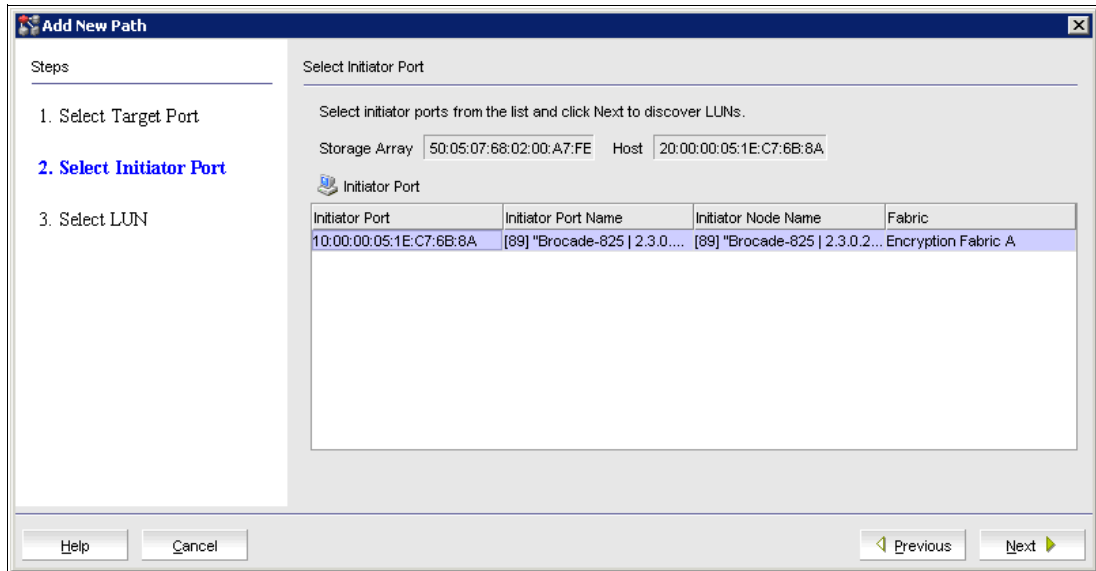 Add New Path
Steps
1. Select Target Port
2. Select Initiator Port
3. Select LUN
Select Initiator Port
Select initiator ports from the list and click Next to discover LUNs.
Storage Array 50:05:07:68:02:00:A7:FE Host 20:00:00:05:1E:C7:6B:8A
Initiator Port
Initiator Port Initiator Port Name Initiator Node Name Fabric
10:00:00:05:1E:C7:6B:8A [89] "Brocade-825 | 2.3.0.... [89] "Brocade-825 | 2.3.0.2... Encryption Fabric A
Help Cancel Previous Next